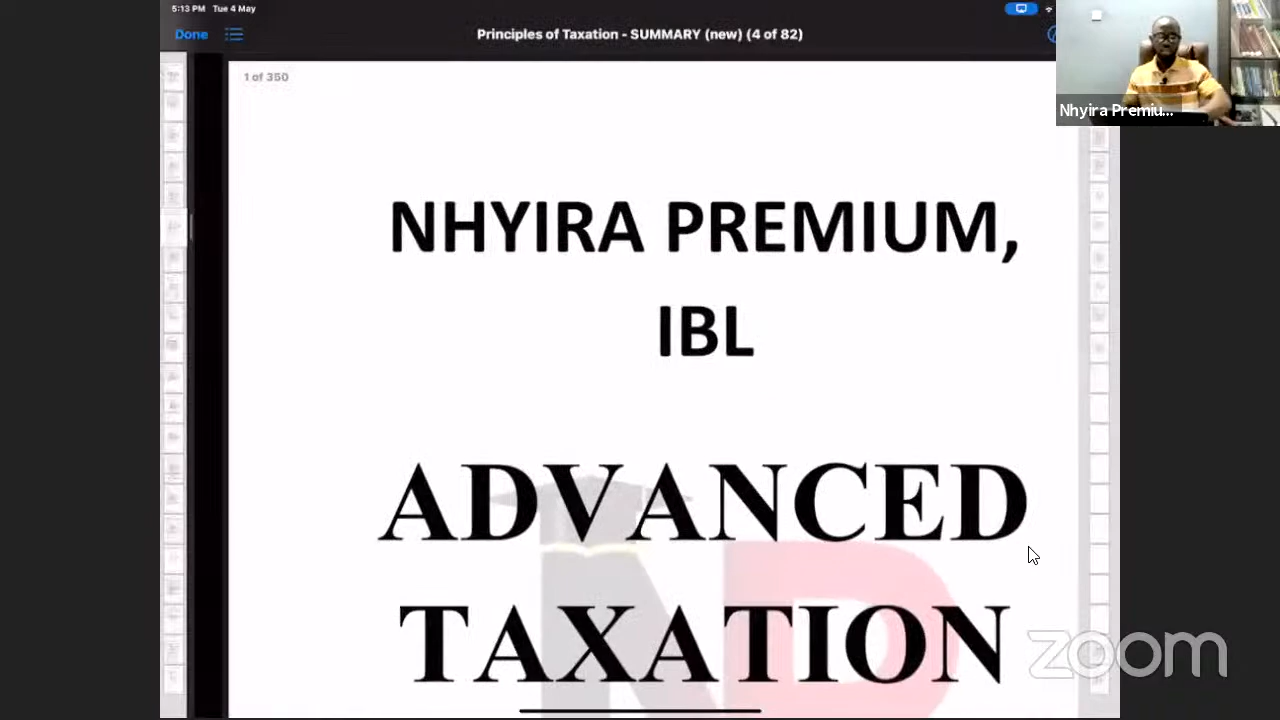 5:13 PM Tue 4 May
Done
Principles of Taxation - SUMMARY (new) (4 of 82)
1 of 350
Nhyira Premiu...
NHYIRA PREMIUM,
IBL
ADVANCED
TAXATION
zoom